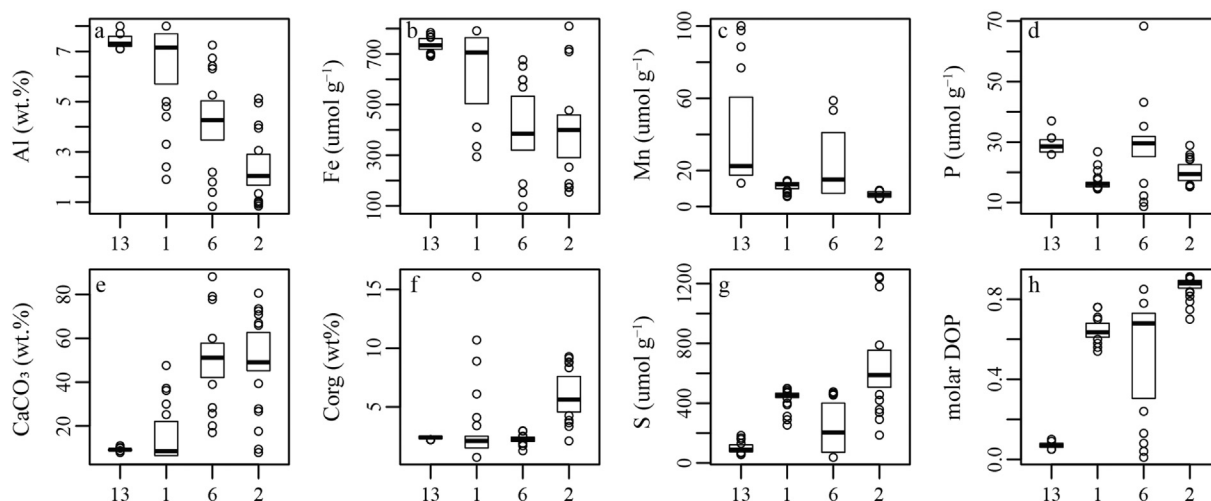 a
Al (wt.%)
1
3
5
7
13 1 6 2
b
Fe (umol g⁻¹)
100
300
500
700
13 1 6 2
c
Mn (umol g⁻¹)
0
20
60
100
13 1 6 2
d
P (umol g⁻¹)
10
30
50
70
13 1 6 2
e
CaCO₃ (wt.%)
20
40
60
80
13 1 6 2
f
Corg (wt%)
5
10
15
13 1 6 2
g
S (umol g⁻¹)
0
400
800
1200
13 1 6 2
h
molar DOP
0.0
0.4
0.8
13 1 6 2